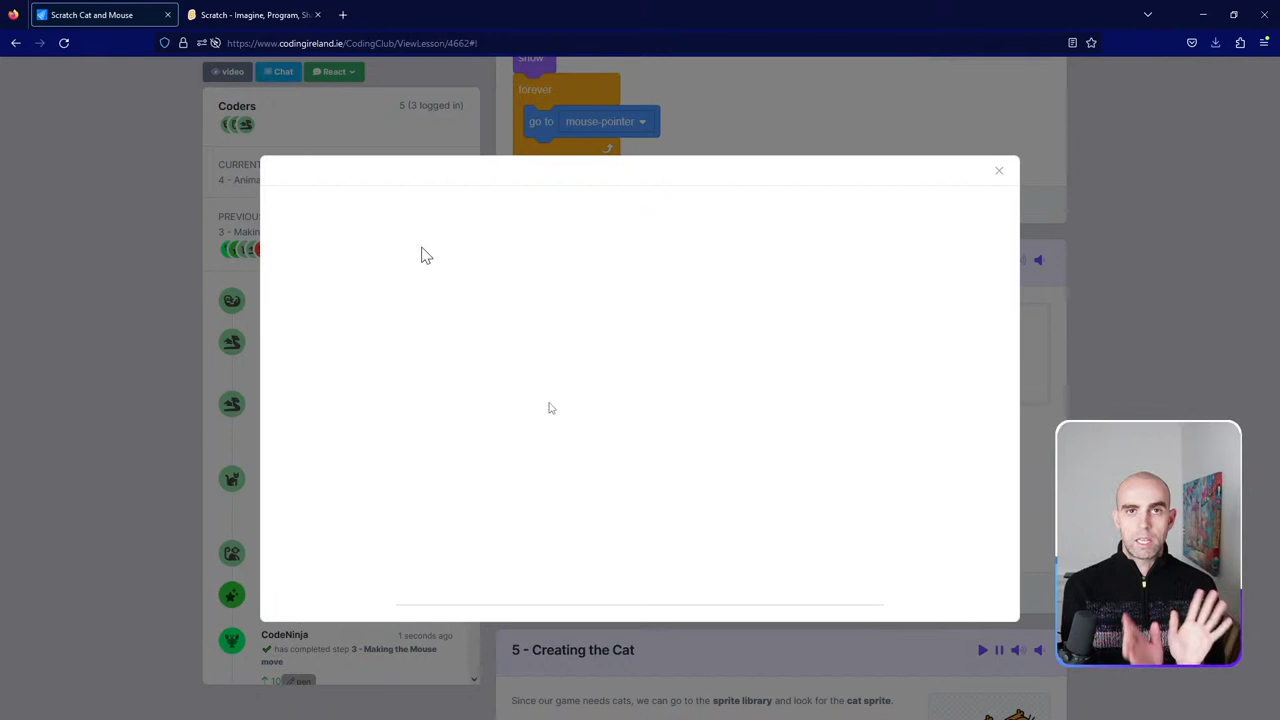 Scratch Cat and Mouse
Scratch - Imagine, Program, Sh
https://www.codingireland.ie/CodingClub/ViewLesson/4662#!
video
Chat
React
Coders
5 (3 logged in)
CURRENT
4 - Anima
PREVIOUS
3 - Making
CodeNinja
1 seconds ago
has completed step 3 - Making the Mouse
move
10
pen
show
forever
go to mouse-pointer
5 - Creating the Cat
Since our game needs cats, we can go to the sprite library and look for the cat sprite.